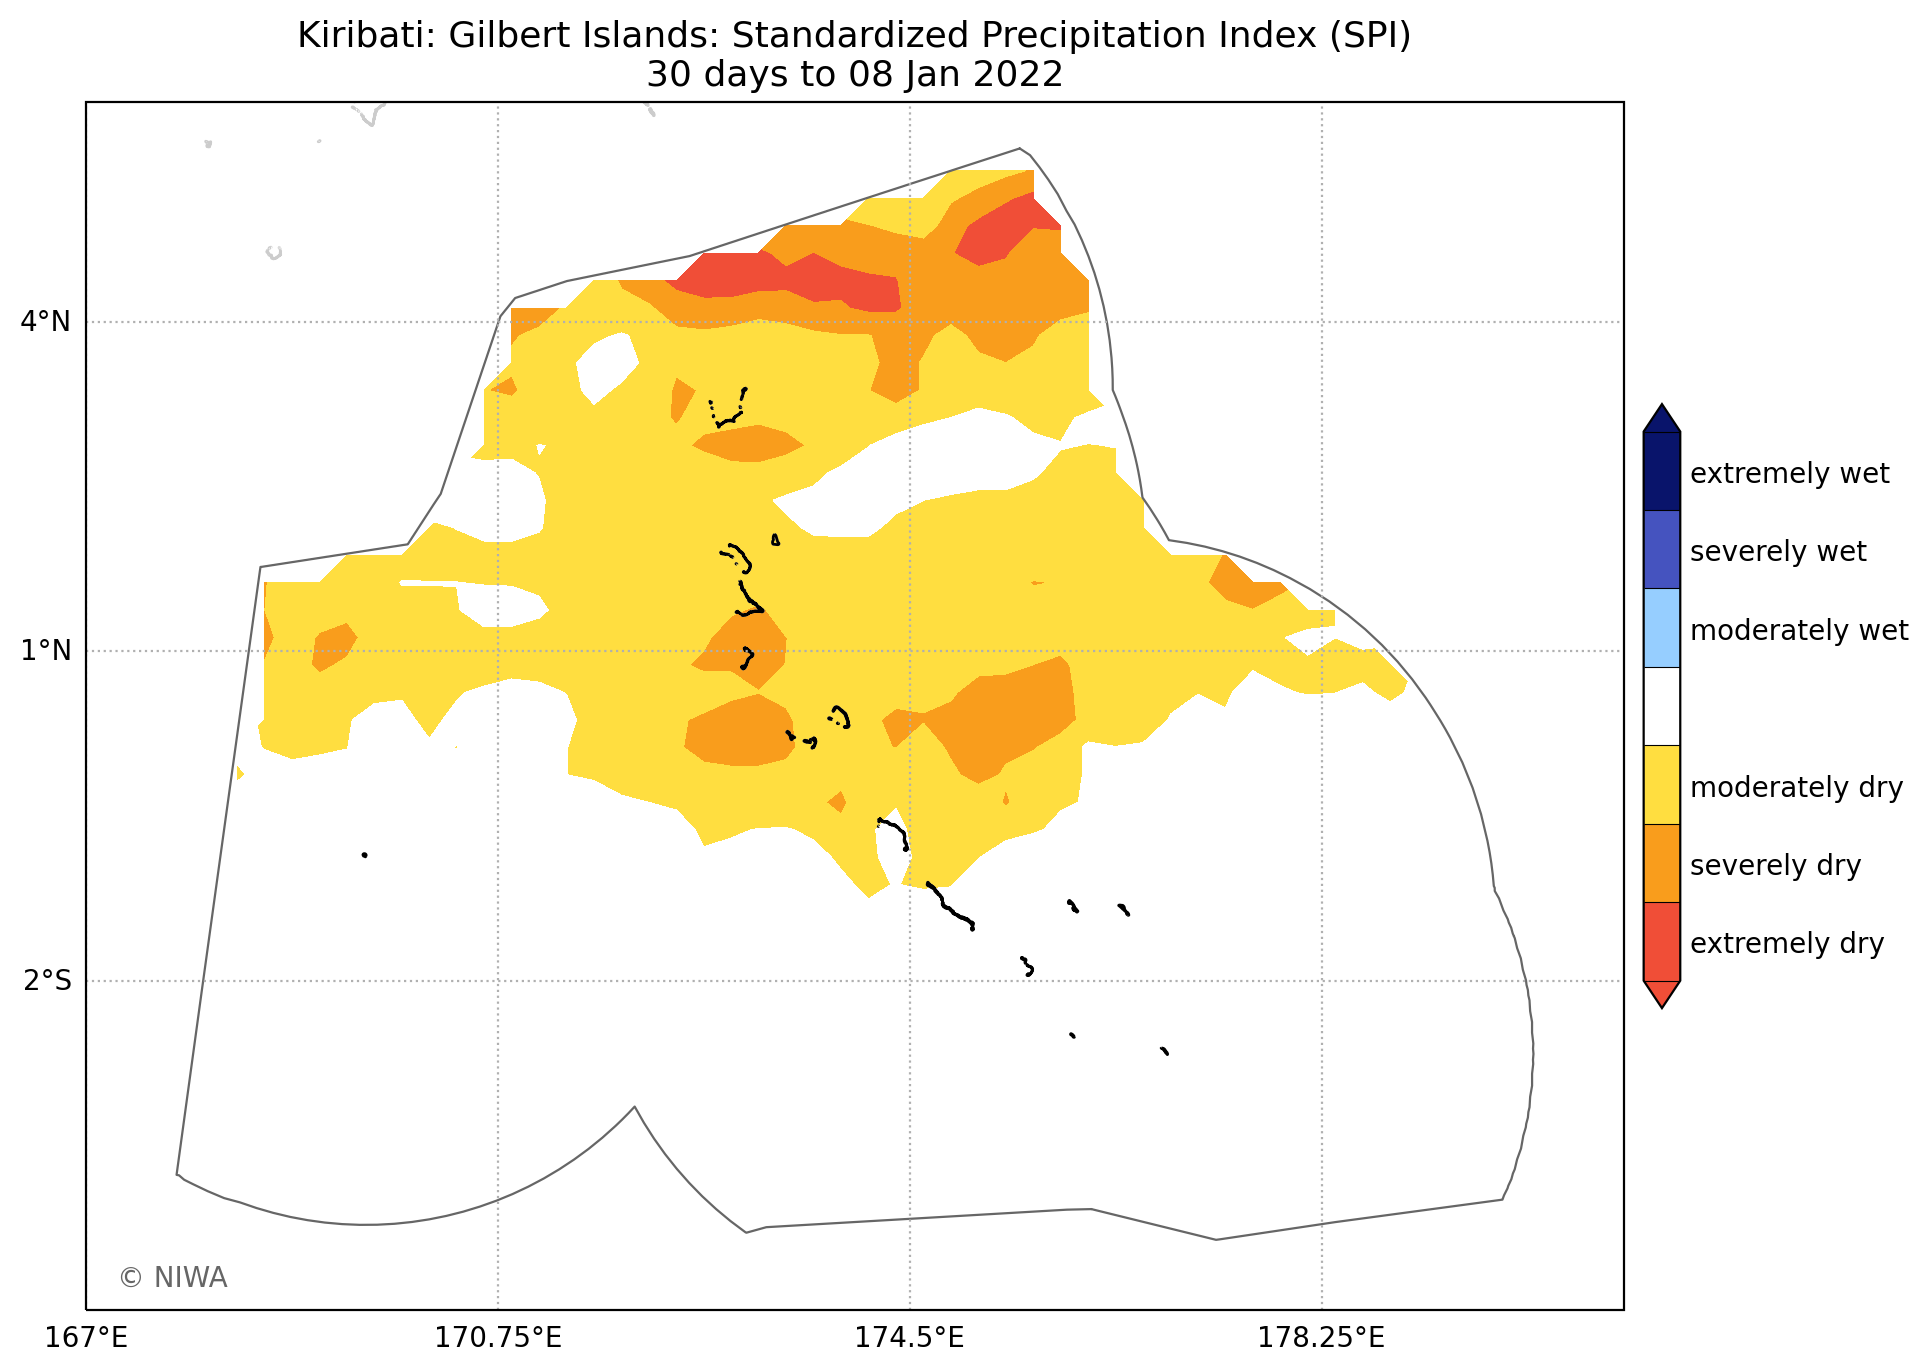 Kiribati: Gilbert Islands: Standardized Precipitation Index (SPI)
30 days to 08 Jan 2022
4°N
1°N
2°S
167°E
170.75°E
174.5°E
178.25°E
extremely wet
severely wet
moderately wet
moderately dry
severely dry
extremely dry
© NIWA